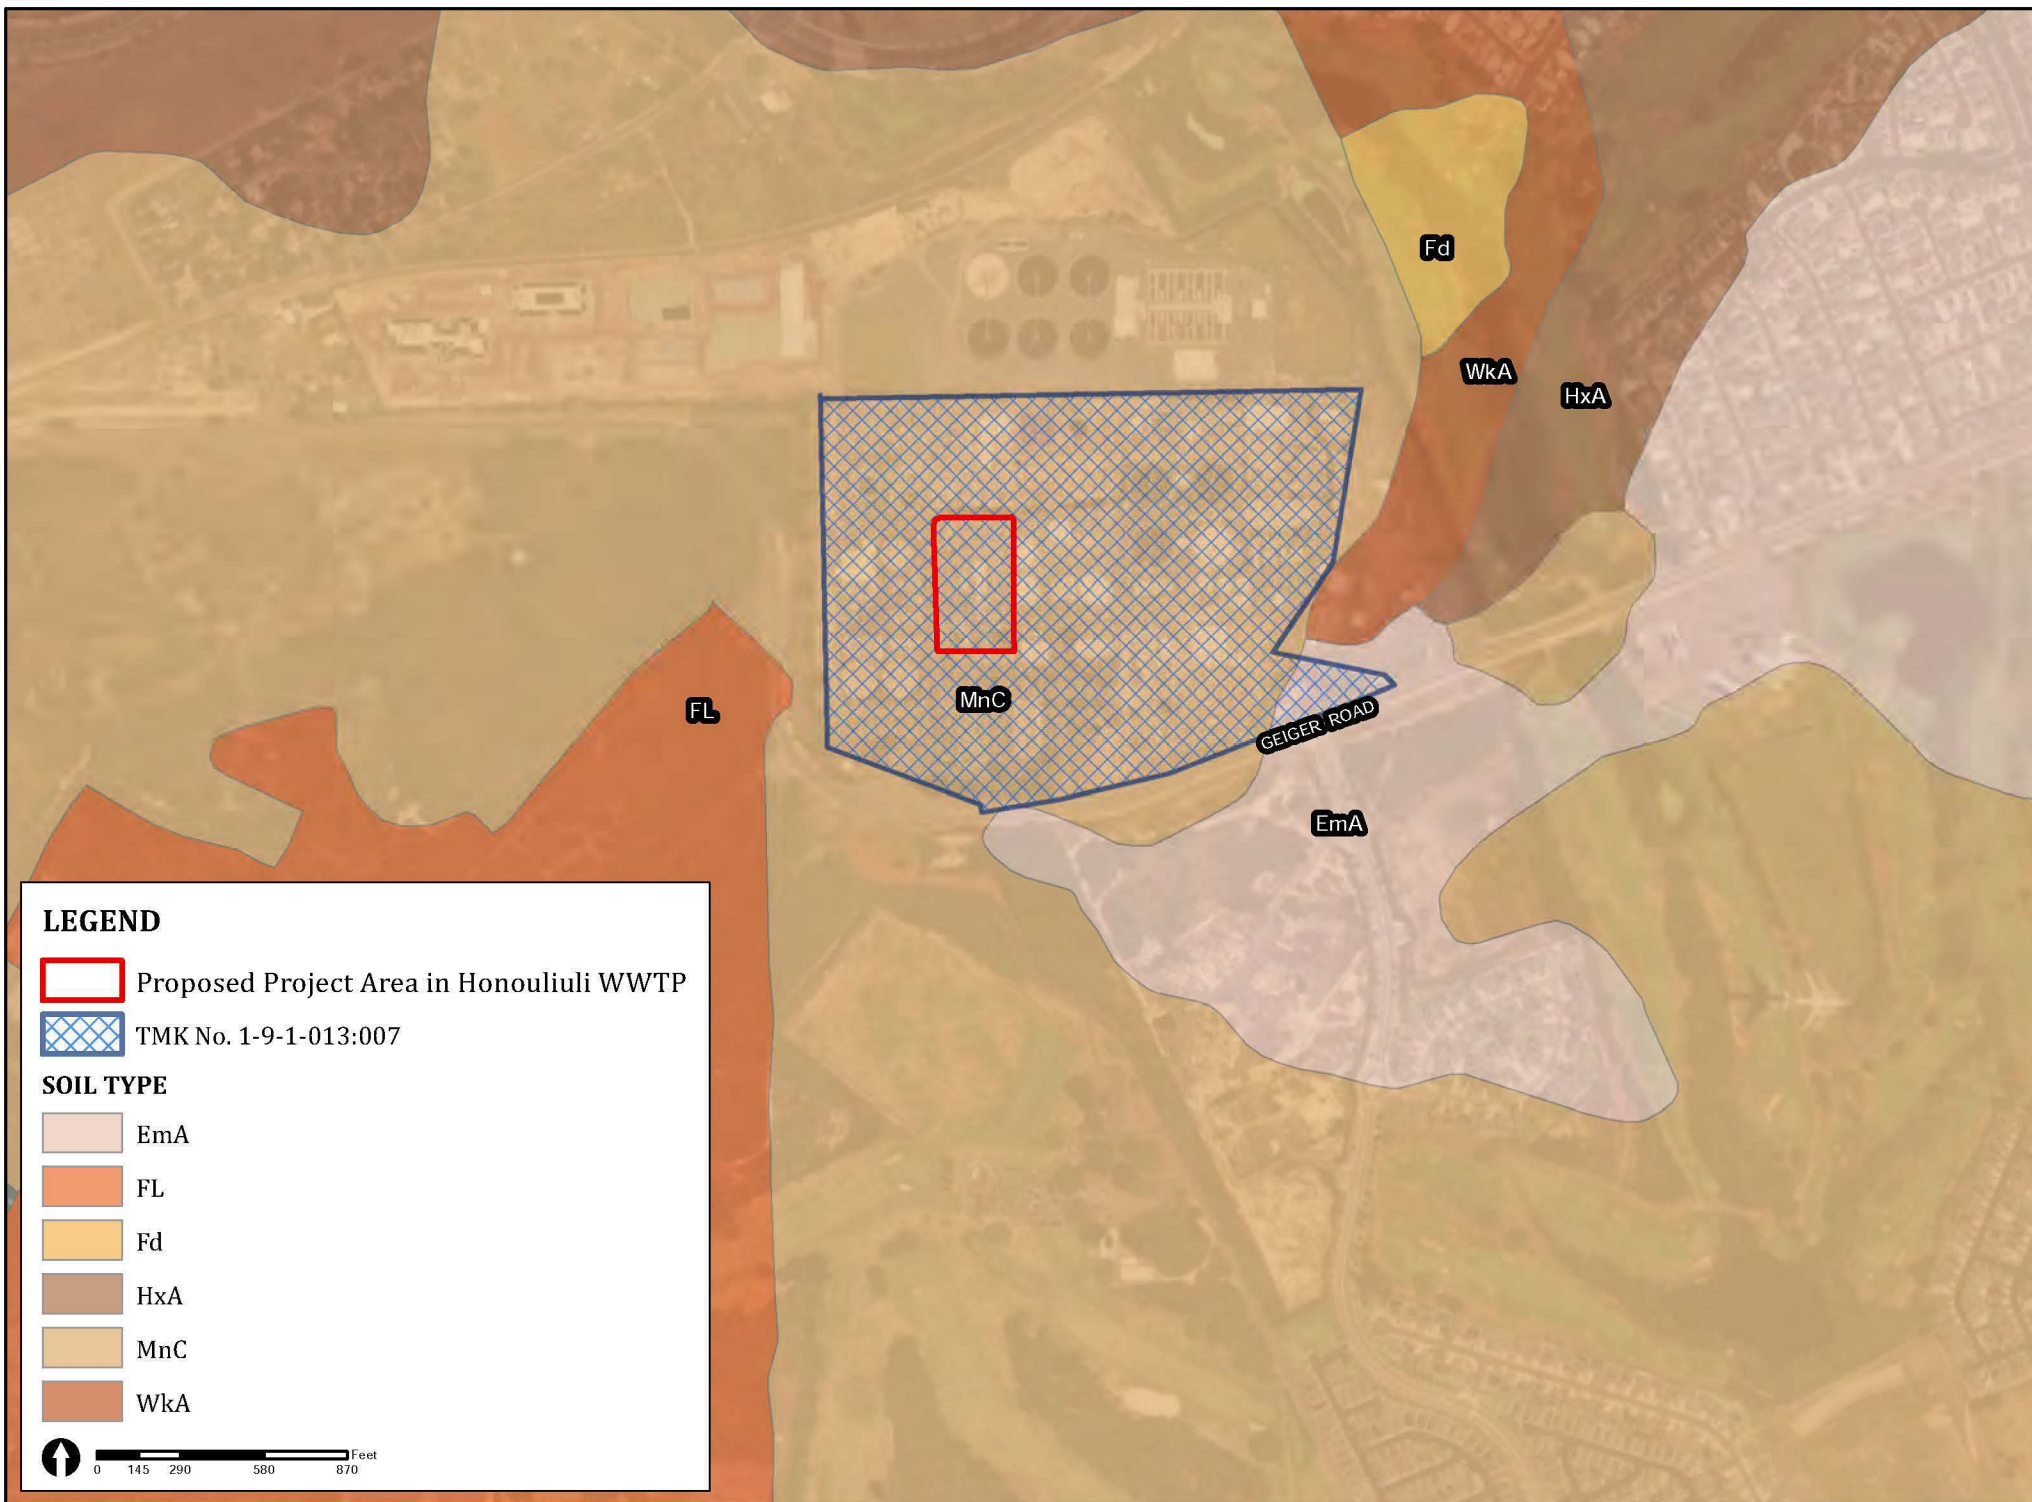 Fd
WkA
HxA
FL
MnC
GEIGER ROAD
EmA
LEGEND
Proposed Project Area in Honouliuli WWTP
TMK No. 1-9-1-013:007
SOIL TYPE
EmA
FL
Fd
HxA
MnC
WkA
Feet
0 145 290 580 870